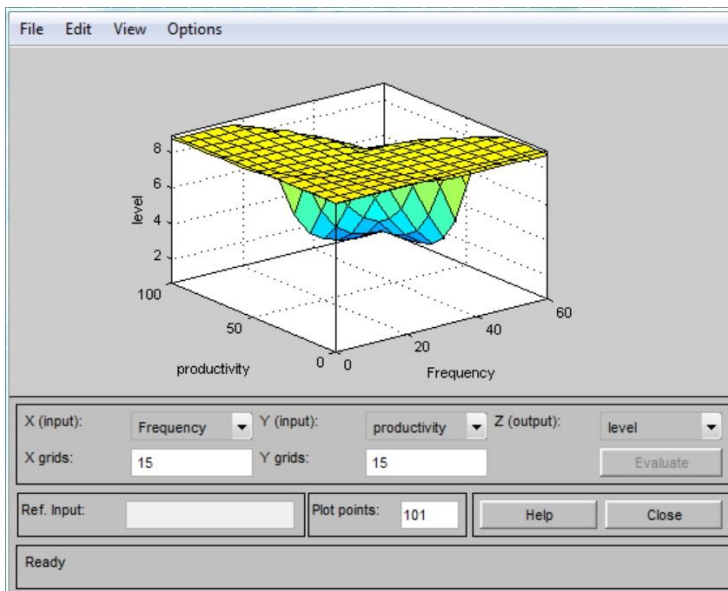 File Edit View Options
8
6
4
2
level
100
50
0
productivity
0
20
40
60
Frequency
X (input): Frequency Y (input): productivity Z (output): level
X grids: 15 Y grids: 15 Evaluate
Ref. Input: Plot points: 101 Help Close
Ready